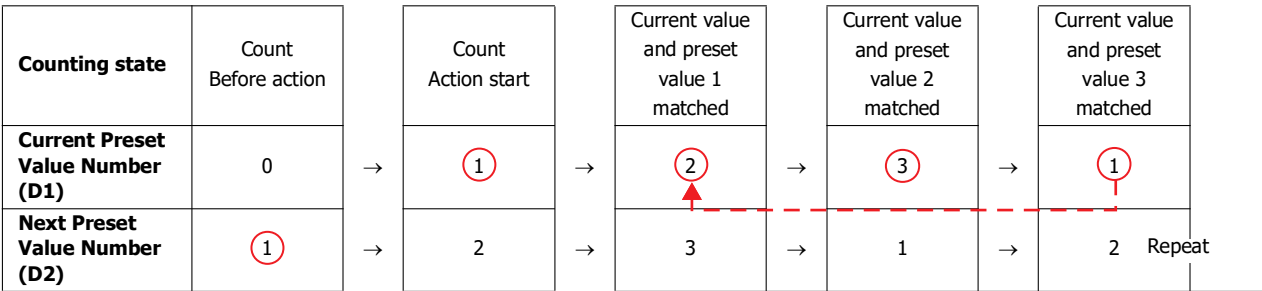 Counting state
Count
Before action
Count
Action start
Current value
and preset
value 1
matched
Current value
and preset
value 2
matched
Current value
and preset
value 3
matched
Current Preset
Value Number
(D1)
0 → 1 → 2 → 3 → 1
Next Preset
Value Number
(D2)
1 → 2 → 3 → 1 → 2 Repeat